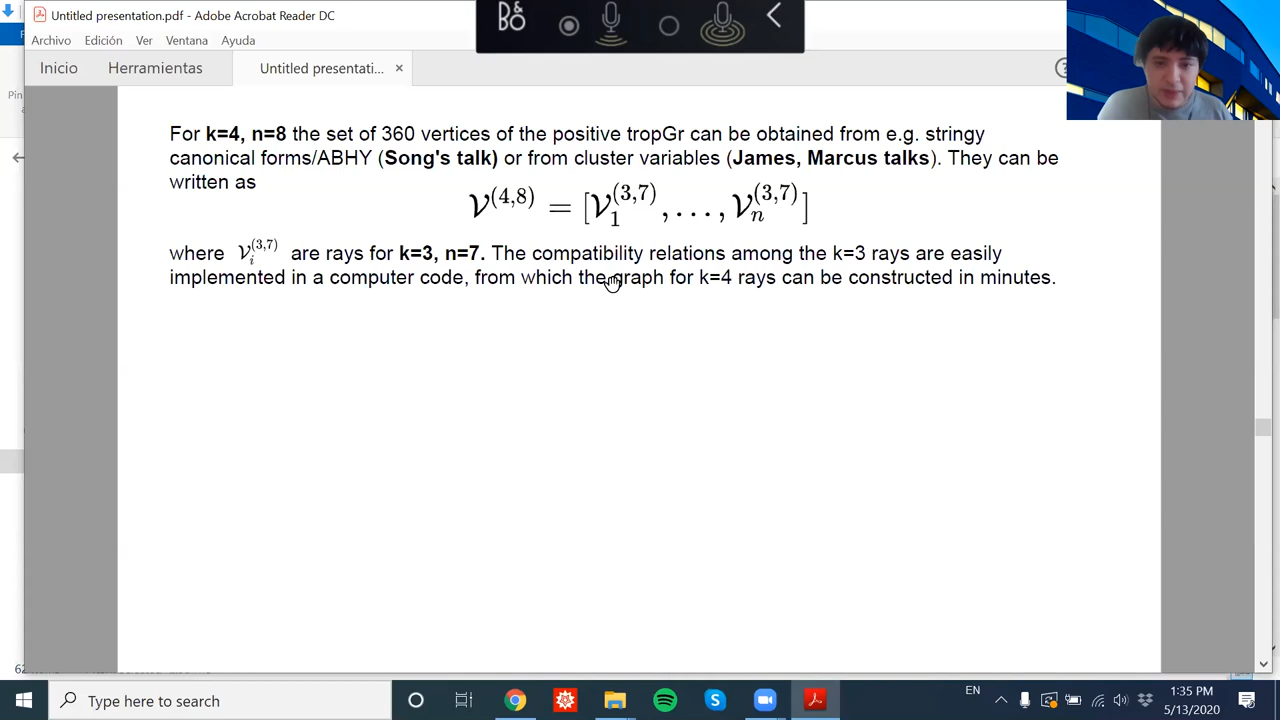 Untitled presentation.pdf - Adobe Acrobat Reader DC
Archivo Edición Ver Ventana Ayuda
Inicio Herramientas Untitled presentati... ×
B&O
Pin
For k=4, n=8 the set of 360 vertices of the positive tropGr can be obtained from e.g. stringy
canonical forms/ABHY (Song's talk) or from cluster variables (James, Marcus talks). They can be
written as
𝒱^(4,8) = [𝒱_1^(3,7), . . . , 𝒱_n^(3,7)]
where 𝒱_i^(3,7) are rays for k=3, n=7. The compatibility relations among the k=3 rays are easily
implemented in a computer code, from which the graph for k=4 rays can be constructed in minutes.
Type here to search
EN
1:35 PM
5/13/2020